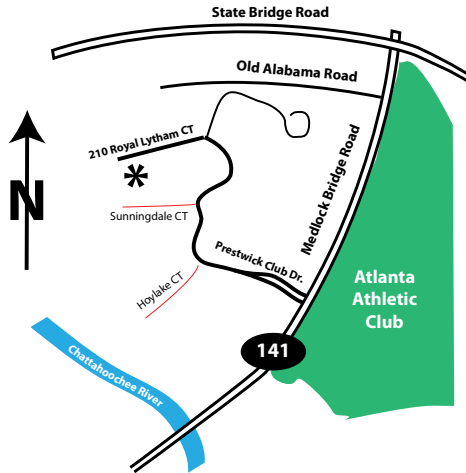 State Bridge Road
Old Alabama Road
210 Royal Lytham CT
Medlock Bridge Road
N
*
Sunningdale CT
Prestwick Club Dr.
Hoylake CT
Atlanta
Athletic
Club
141
Chattahoochee River